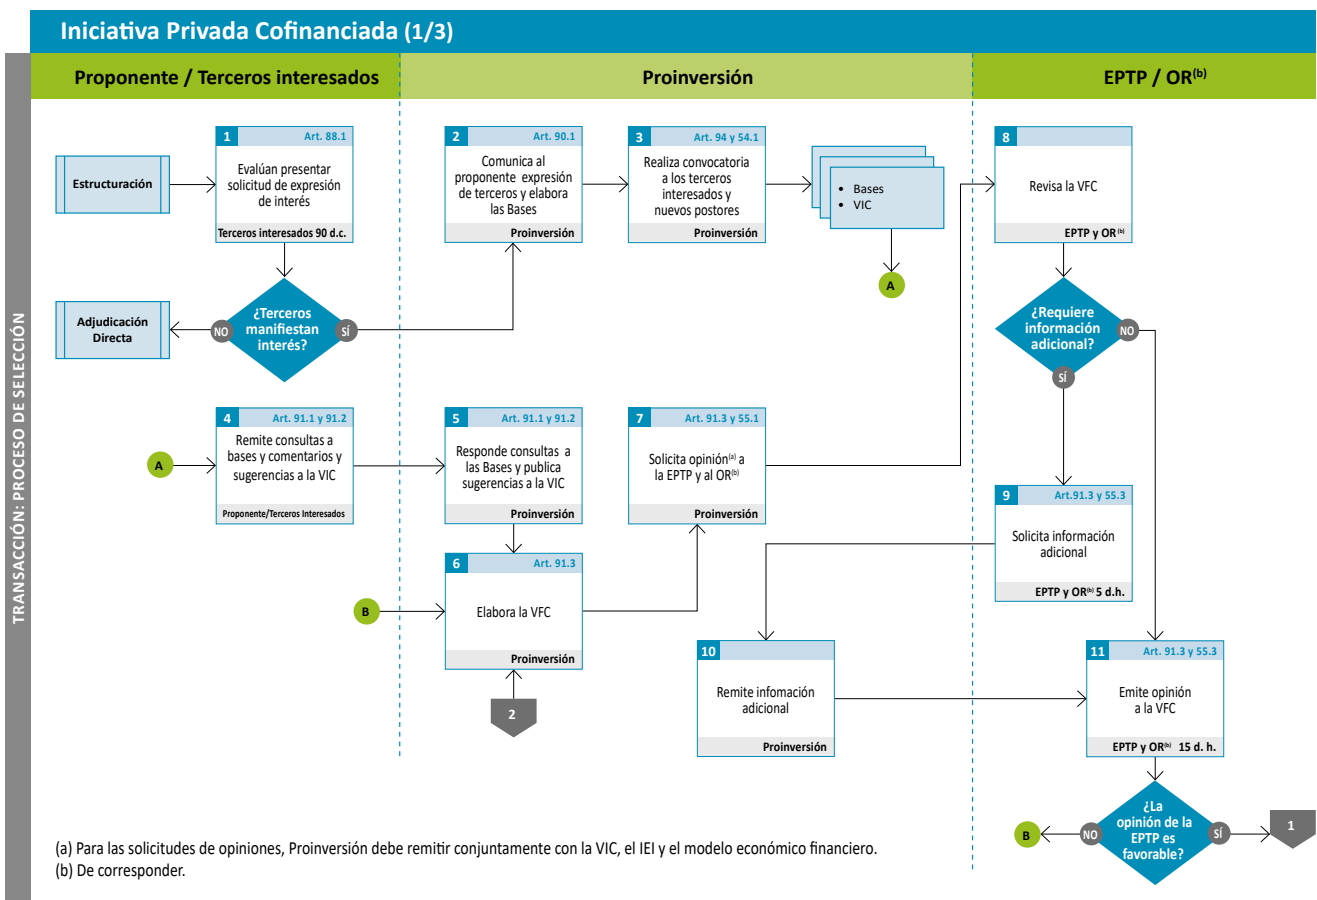 Iniciativa Privada Cofinanciada (1/3)
Proponente / Terceros interesados
Proinversión
EPTP / OR(b)
TRANSACCIÓN: PROCESO DE SELECCIÓN
Estructuración
1
Art. 88.1
Evalúan presentar
solicitud de expresión
de interés
Terceros interesados 90 d.c.
2
Art. 90.1
Comunica al
proponente expresión
de terceros y elabora
las Bases
Proinversión
3
Art. 94 y 54.1
Realiza convocatoria
a los terceros
interesados y
nuevos postores
Proinversión
• Bases
• VIC
A
8
Revisa la VFC
EPTP y OR(b)
Adjudicación
Directa
NO
¿Terceros
manifiestan
interés?
SÍ
¿Requiere
información
adicional?
NO
SÍ
A
4
Art. 91.1 y 91.2
Remite consultas a
bases y comentarios y
sugerencias a la VIC
Proponente/Terceros Interesados
5
Art. 91.1 y 91.2
Responde consultas a
las Bases y publica
sugerencias a la VIC
Proinversión
7
Art. 91.3 y 55.1
Solicita opinión(a) a
la EPTP y al OR(b)
Proinversión
9
Art.91.3 y 55.3
Solicita información
adicional
EPTP y OR(b) 5 d.h.
B
6
Art. 91.3
Elabora la VFC
Proinversión
2
10
Remite infomación
adicional
Proinversión
11
Art. 91.3 y 55.3
Emite opinión
a la VFC
EPTP y OR(b) 15 d. h.
B
NO
¿La
opinión de la
EPTP es
favorable?
SÍ
1
(a) Para las solicitudes de opiniones, Proinversión debe remitir conjuntamente con la VIC, el IEI y el modelo económico financiero.
(b) De corresponder.